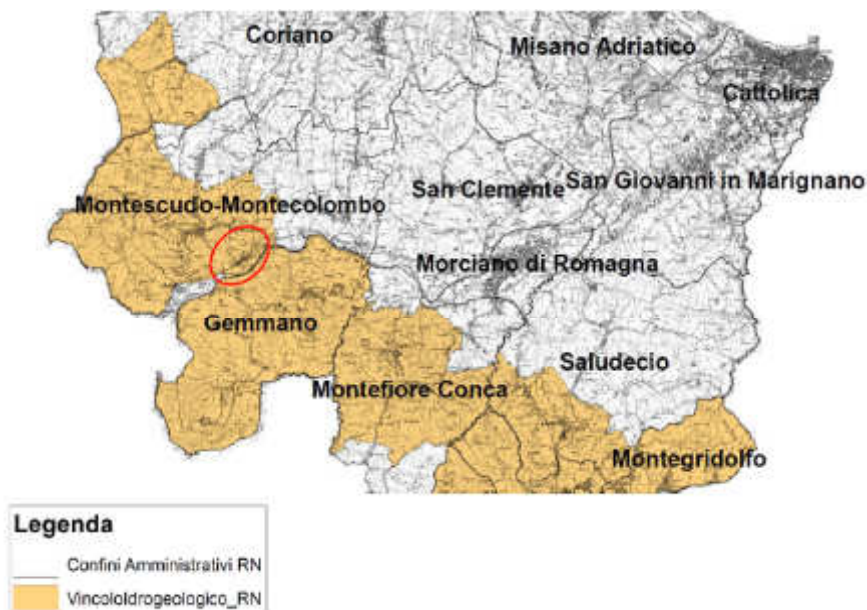 Coriano
Misano Adriatico
Cattolica
San Clemente
San Giovanni in Marignano
Montescudo-Montecolombo
Morciano di Romagna
Gemmano
Saludecio
Montefiore Conca
Montegridolfo
Legenda
Confini Amministrativi RN
VincoloIdrogeologico_RN